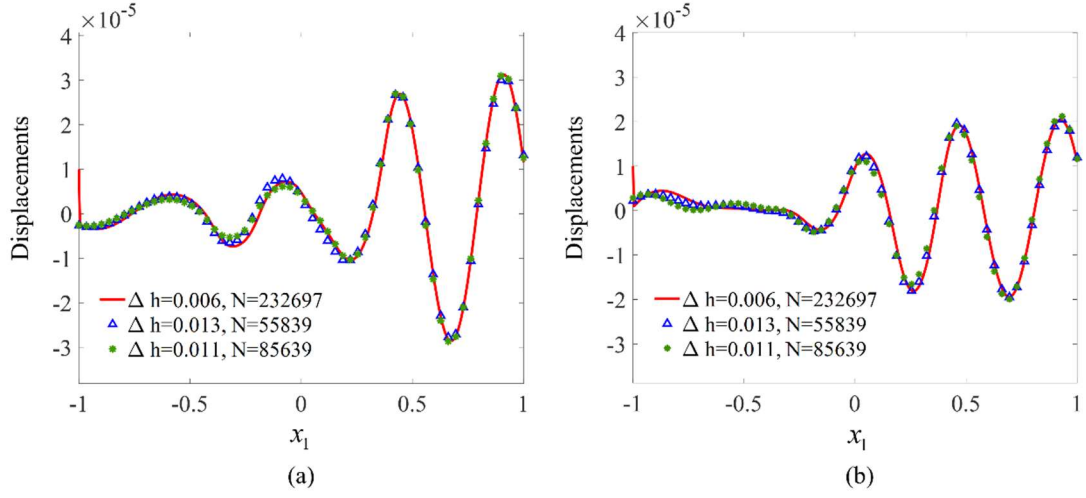 ×10⁻⁵
4
3
2
1
0
-1
-2
-3
Displacements
Δ h=0.006, N=232697
Δ h=0.013, N=55839
Δ h=0.011, N=85639
-1 -0.5 0 0.5 1
x₁
(a)
×10⁻⁵
4
3
2
1
0
-1
-2
-3
Displacements
Δ h=0.006, N=232697
Δ h=0.013, N=55839
Δ h=0.011, N=85639
-1 -0.5 0 0.5 1
x₁
(b)